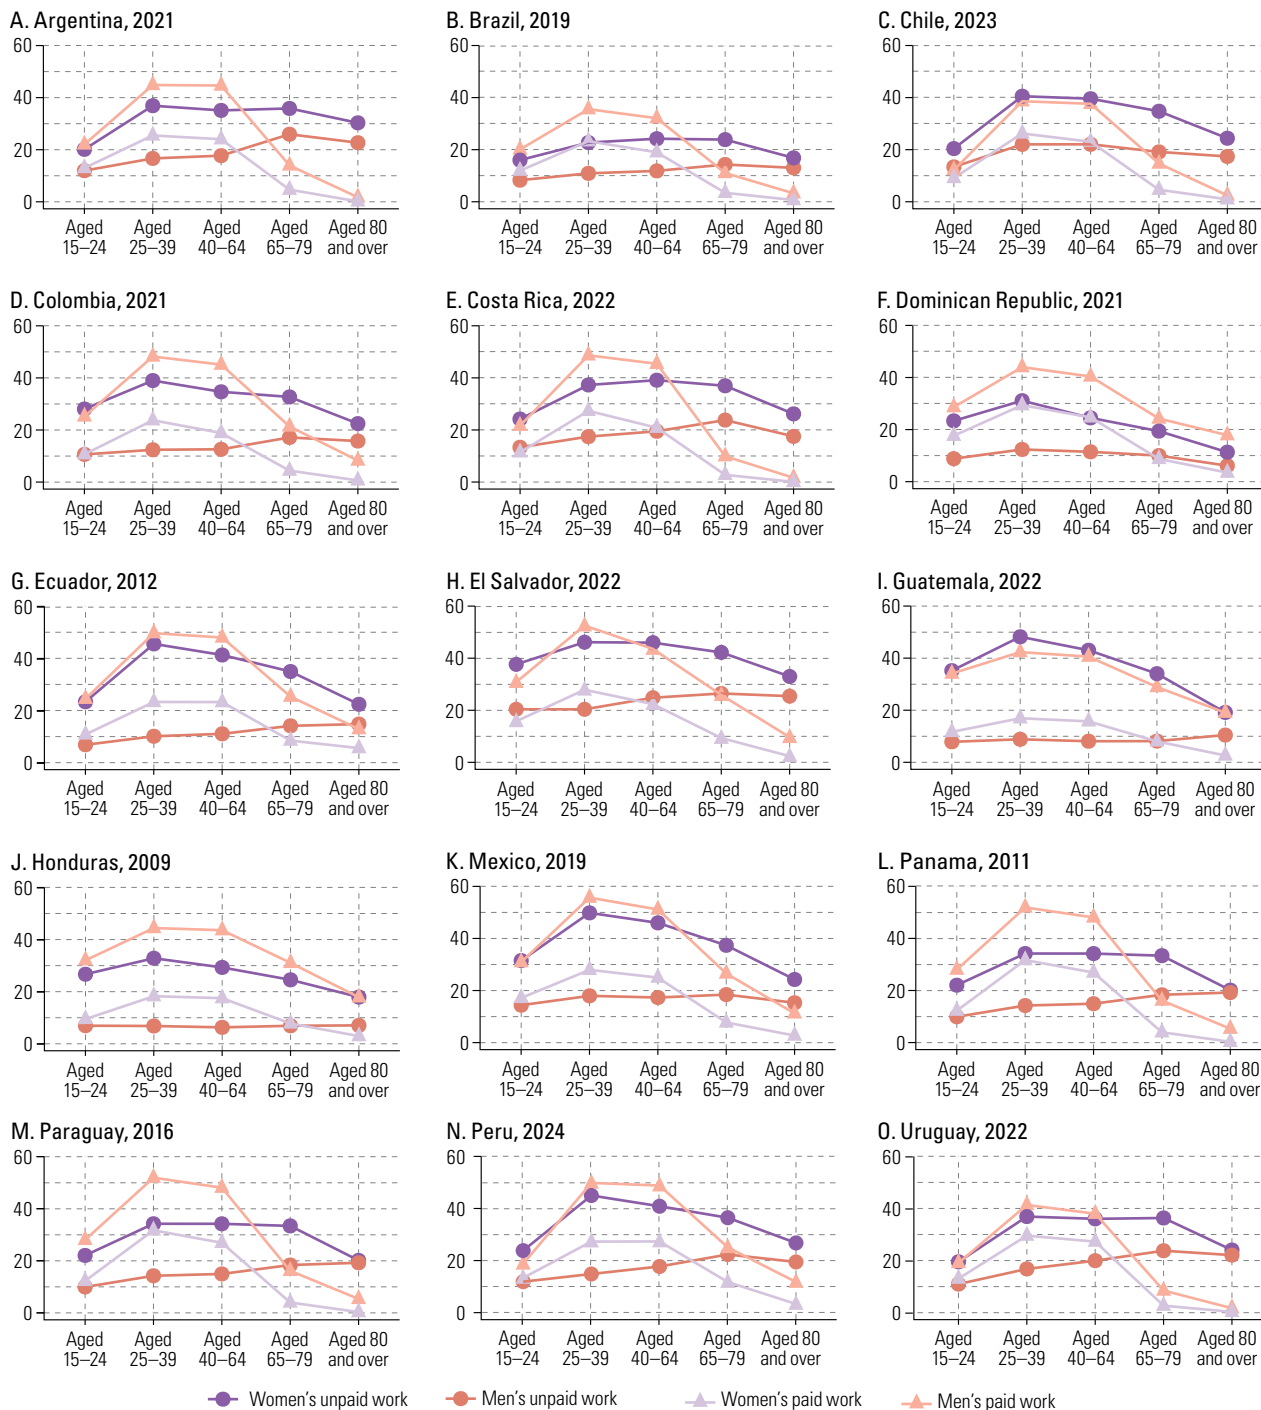 A. Argentina, 2021
B. Brazil, 2019
C. Chile, 2023
60
40
20
0
60
40
20
0
60
40
20
0
Aged 15–24
Aged 25–39
Aged 40–64
Aged 65–79
Aged 80 and over
Aged 15–24
Aged 25–39
Aged 40–64
Aged 65–79
Aged 80 and over
Aged 15–24
Aged 25–39
Aged 40–64
Aged 65–79
Aged 80 and over
D. Colombia, 2021
E. Costa Rica, 2022
F. Dominican Republic, 2021
60
40
20
0
60
40
20
0
60
40
20
0
Aged 15–24
Aged 25–39
Aged 40–64
Aged 65–79
Aged 80 and over
Aged 15–24
Aged 25–39
Aged 40–64
Aged 65–79
Aged 80 and over
Aged 15–24
Aged 25–39
Aged 40–64
Aged 65–79
Aged 80 and over
G. Ecuador, 2012
H. El Salvador, 2022
I. Guatemala, 2022
60
40
20
0
60
40
20
0
60
40
20
0
Aged 15–24
Aged 25–39
Aged 40–64
Aged 65–79
Aged 80 and over
Aged 15–24
Aged 25–39
Aged 40–64
Aged 65–79
Aged 80 and over
Aged 15–24
Aged 25–39
Aged 40–64
Aged 65–79
Aged 80 and over
J. Honduras, 2009
K. Mexico, 2019
L. Panama, 2011
60
40
20
0
60
40
20
0
60
40
20
0
Aged 15–24
Aged 25–39
Aged 40–64
Aged 65–79
Aged 80 and over
Aged 15–24
Aged 25–39
Aged 40–64
Aged 65–79
Aged 80 and over
Aged 15–24
Aged 25–39
Aged 40–64
Aged 65–79
Aged 80 and over
M. Paraguay, 2016
N. Peru, 2024
O. Uruguay, 2022
60
40
20
0
60
40
20
0
60
40
20
0
Aged 15–24
Aged 25–39
Aged 40–64
Aged 65–79
Aged 80 and over
Aged 15–24
Aged 25–39
Aged 40–64
Aged 65–79
Aged 80 and over
Aged 15–24
Aged 25–39
Aged 40–64
Aged 65–79
Aged 80 and over
Women's unpaid work
Men's unpaid work
Women's paid work
Men's paid work